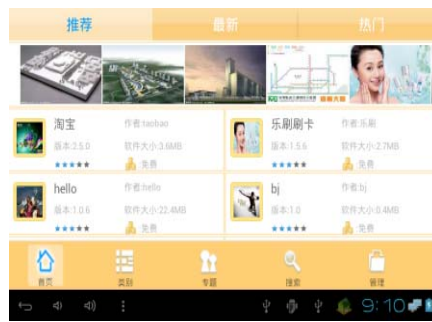 推荐 最新 热门
淘宝 作者:taobao
版本:2.5.0 软件大小:3.6MB
免费
乐刷刷卡 作者:乐刷
版本:1.5.6 软件大小:2.7MB
免费
hello 作者:hello
版本:1.0.6 软件大小:22.4MB
免费
bj 作者:bj
版本:1.0 软件大小:0.4MB
免费
首页 类别 专题 搜索 管理
9:10